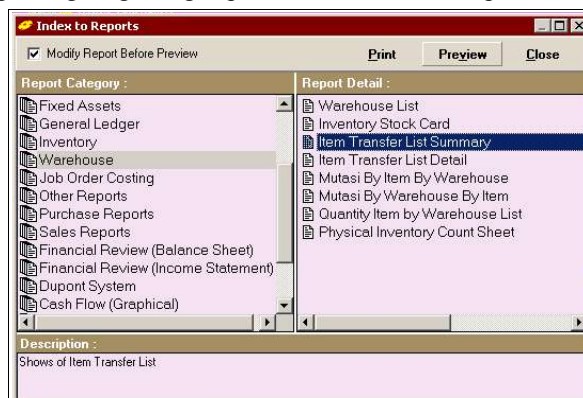 Index to Reports
Modify Report Before Preview
Print
Preview
Close
Report Category :
Fixed Assets
General Ledger
Inventory
Warehouse
Job Order Costing
Other Reports
Purchase Reports
Sales Reports
Financial Review (Balance Sheet)
Financial Review (Income Statement)
Dupont System
Cash Flow (Graphical)
Report Detail :
Warehouse List
Inventory Stock Card
Item Transfer List Summary
Item Transfer List Detail
Mutasi By Item By Warehouse
Mutasi By Warehouse By Item
Quantity Item by Warehouse List
Physical Inventory Count Sheet
Description :
Shows of Item Transfer List